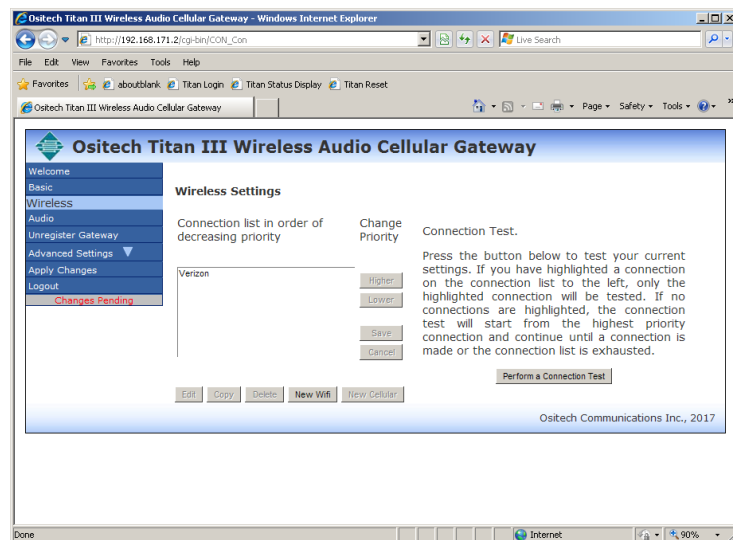 Ositech Titan III Wireless Audio Cellular Gateway - Windows Internet Explorer
http://192.168.171.2/cgi-bin/CON_Con
Live Search
File Edit View Favorites Tools Help
Favorites aboutblank Titan Login Titan Status Display Titan Reset
Ositech Titan III Wireless Audio Cellular Gateway
Page Safety Tools
Ositech Titan III Wireless Audio Cellular Gateway
Welcome
Basic
Wireless
Audio
Unregister Gateway
Advanced Settings
Apply Changes
Logout
Changes Pending
Wireless Settings
Connection list in order of
decreasing priority
Change
Priority
Verizon
Higher
Lower
Save
Cancel
Edit Copy Delete New Wifi New Cellular
Connection Test.
Press the button below to test your current
settings. If you have highlighted a connection
on the connection list to the left, only the
highlighted connection will be tested. If no
connections are highlighted, the connection
test will start from the highest priority
connection and continue until a connection is
made or the connection list is exhausted.
Perform a Connection Test
Ositech Communications Inc., 2017
Done
Internet
90%